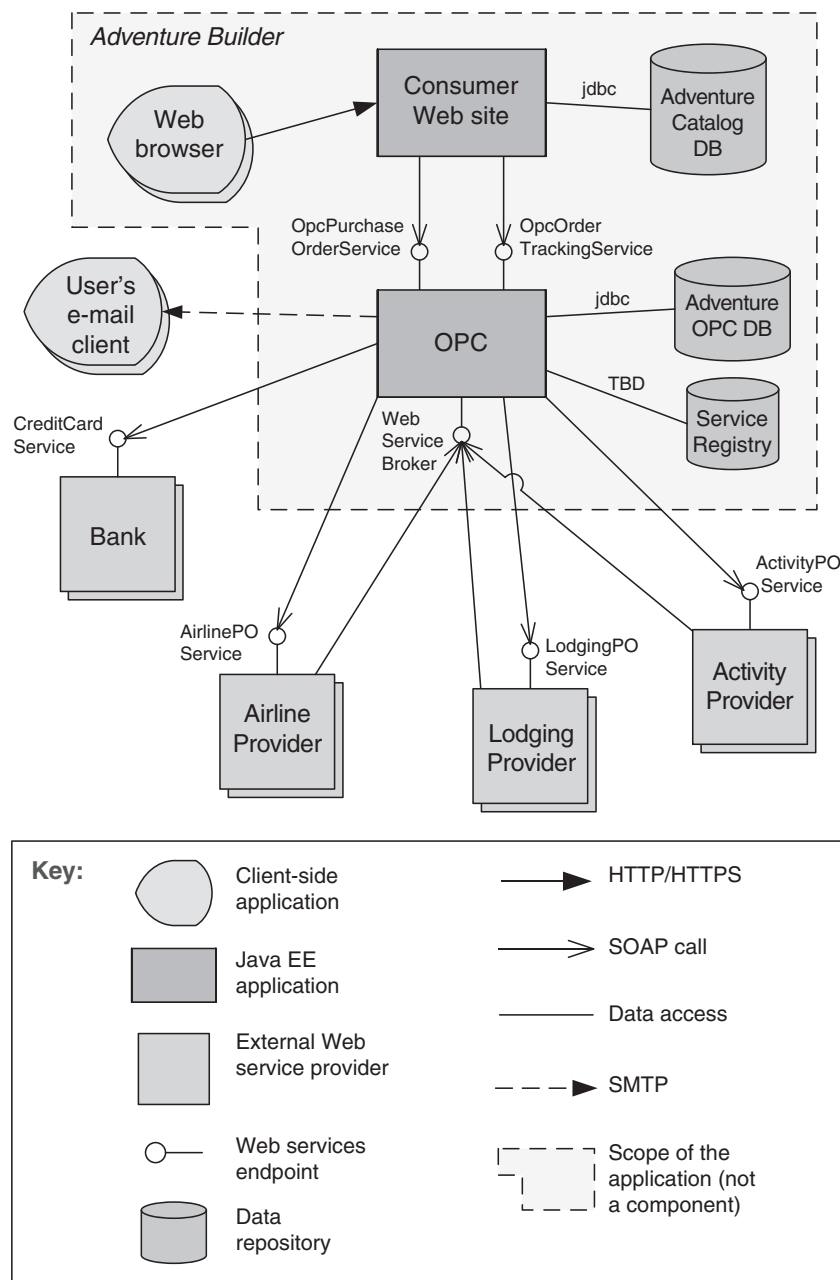 Adventure Builder
Web
browser
Consumer
Web site
jdbc
Adventure
Catalog
DB
OpcPurchase
OrderService
OpcOrder
TrackingService
User's
e-mail
client
OPC
jdbc
Adventure
OPC DB
TBD
Service
Registry
CreditCard
Service
Web
Service
Broker
Bank
AirlinePO
Service
LodgingPO
Service
ActivityPO
Service
Airline
Provider
Lodging
Provider
Activity
Provider
Key:
Client-side
application
Java EE
application
External Web
service provider
Web services
endpoint
Data
repository
HTTP/HTTPS
SOAP call
Data access
SMTP
Scope of the
application (not
a component)